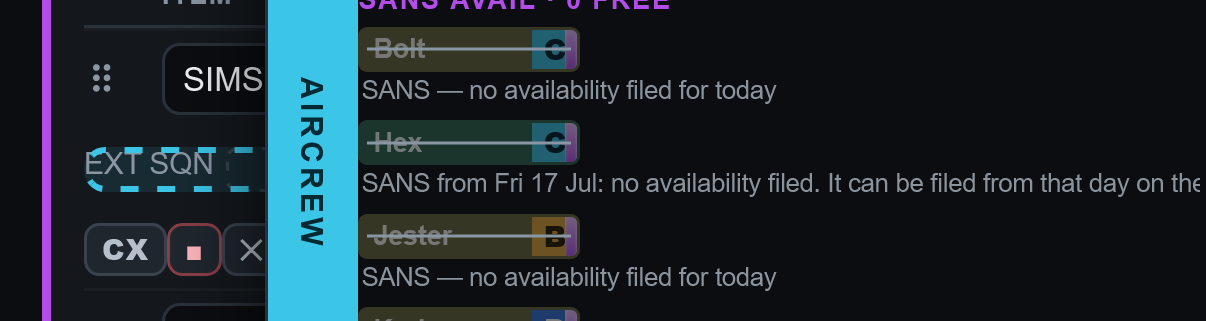 ITEM
SANS AVAIL · 0 FREE
Bolt C
SIMS
SANS — no availability filed for today
AIRCREW
Hex C
EXT SQN
SANS from Fri 17 Jul: no availability filed. It can be filed from that day on the
Jester B
CX
SANS — no availability filed for today